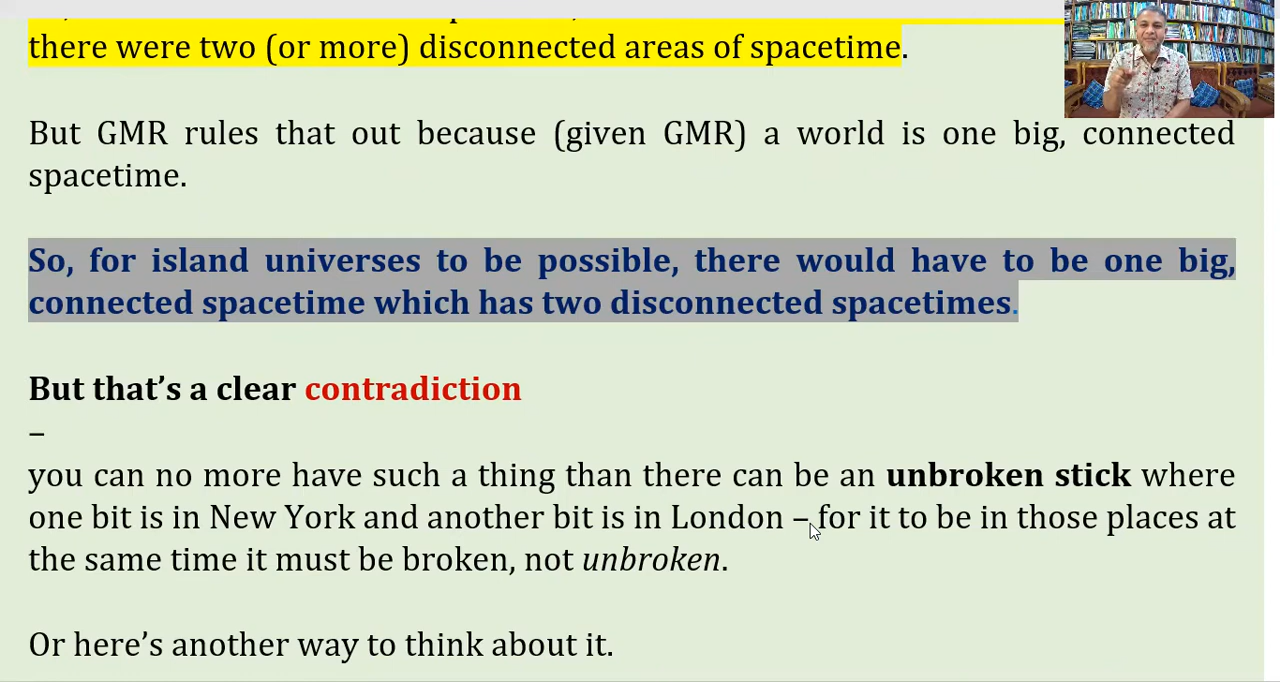 there were two (or more) disconnected areas of spacetime.
But GMR rules that out because (given GMR) a world is one big, connected
spacetime.
So, for island universes to be possible, there would have to be one big,
connected spacetime which has two disconnected spacetimes.
But that's a clear contradiction
–
you can no more have such a thing than there can be an unbroken stick where
one bit is in New York and another bit is in London – for it to be in those places at
the same time it must be broken, not unbroken.
Or here's another way to think about it.